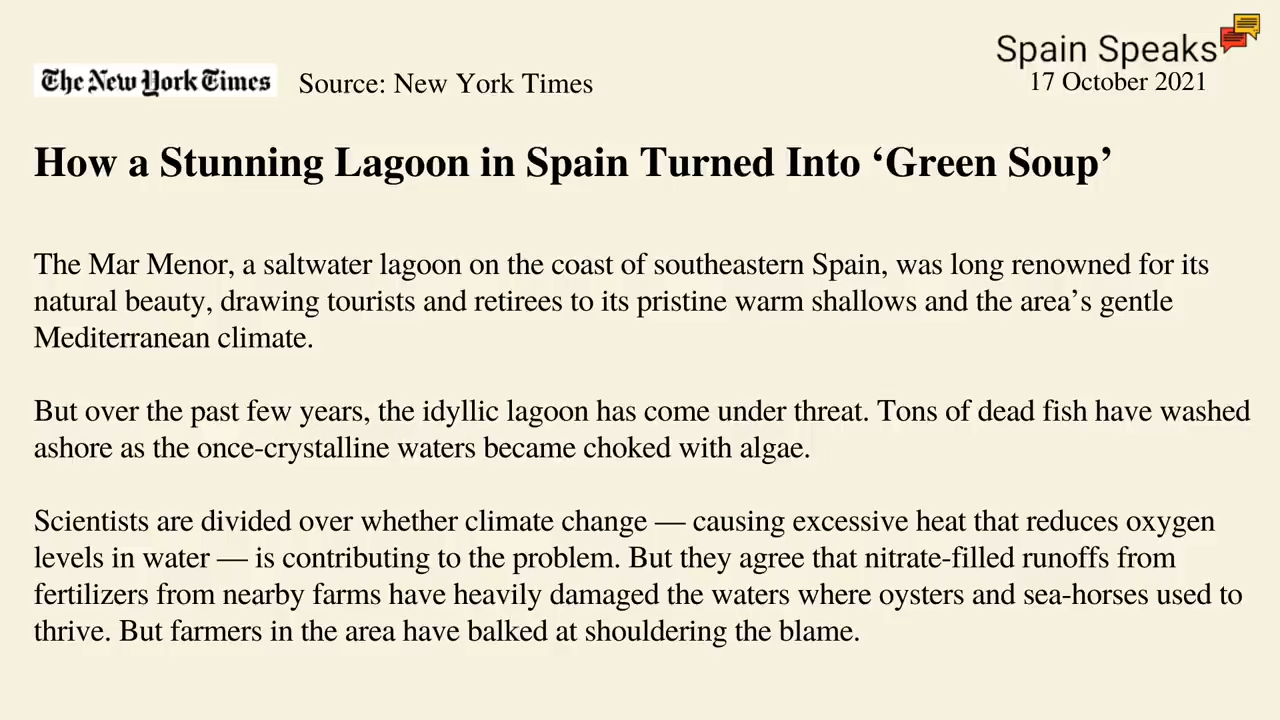 Spain Speaks
The New York Times
Source: New York Times
17 October 2021
How a Stunning Lagoon in Spain Turned Into ‘Green Soup’
The Mar Menor, a saltwater lagoon on the coast of southeastern Spain, was long renowned for its
natural beauty, drawing tourists and retirees to its pristine warm shallows and the area’s gentle
Mediterranean climate.
But over the past few years, the idyllic lagoon has come under threat. Tons of dead fish have washed
ashore as the once-crystalline waters became choked with algae.
Scientists are divided over whether climate change — causing excessive heat that reduces oxygen
levels in water — is contributing to the problem. But they agree that nitrate-filled runoffs from
fertilizers from nearby farms have heavily damaged the waters where oysters and sea-horses used to
thrive. But farmers in the area have balked at shouldering the blame.